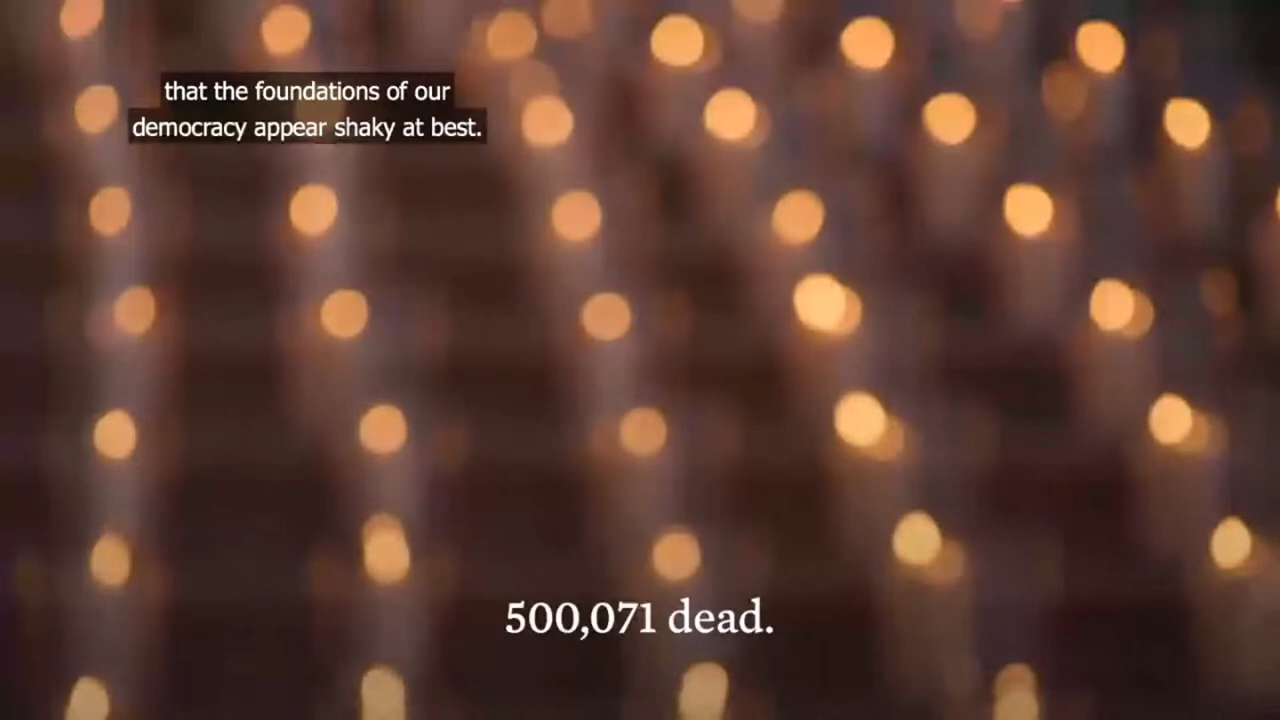 that the foundations of our
democracy appear shaky at best.
500,071 dead.